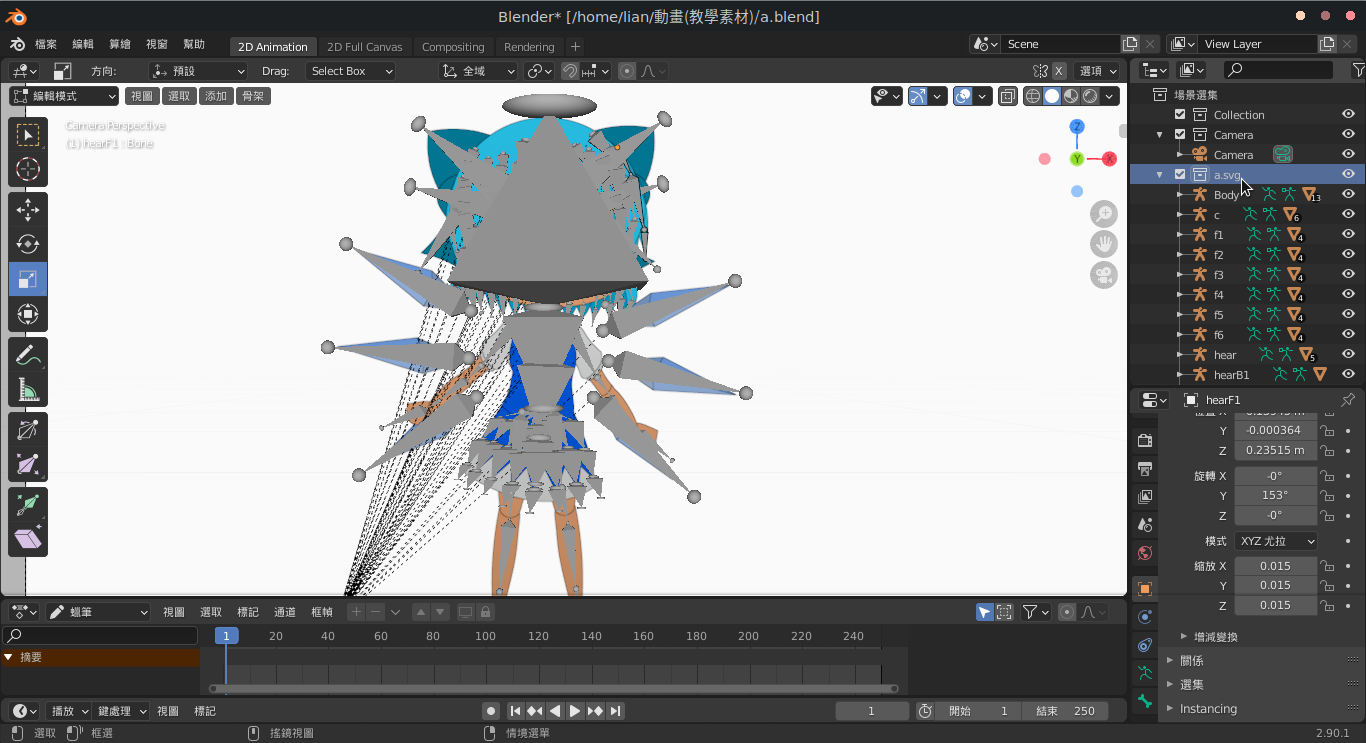 Blender* [/home/lian/動畫(教學素材)/a.blend]
檔案 編輯 算繪 視窗 幫助 2D Animation 2D Full Canvas Compositing Rendering + Scene View Layer
方向: 預設 Drag: Select Box 全域 X 選項
編輯模式 視圖 選取 添加 骨架
場景選集
Camera Perspective
(1) hearF1 : Bone
Z
Y X
Collection
Camera
Camera
a.svg
Body 13
c 6
f1 4
f2 4
f3 4
f4 4
f5 4
f6 4
hear 5
hearB1
hearF1
Y -0.000364
Z 0.23515 m
旋轉 X -0°
Y 153°
Z -0°
模式 XYZ 尤拉
縮放 X 0.015
Y 0.015
Z 0.015
增減變換
關係
選集
Instancing
蠟筆 視圖 選取 標記 通道 框幀
1 20 40 60 80 100 120 140 160 180 200 220 240
摘要
播放 鍵處理 視圖 標記 1 開始 1 結束 250
選取 框選 搖鏡視圖 情境選單 2.90.1